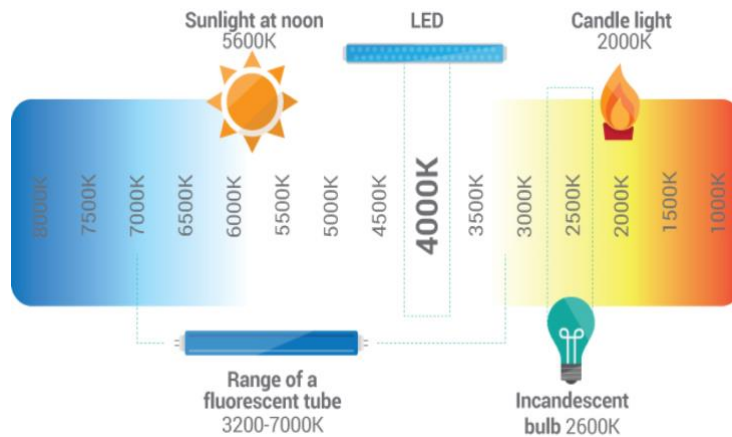 Sunlight at noon
5600K
LED
Candle light
2000K
8000K
7500K
7000K
6500K
6000K
5500K
5000K
4500K
4000K
3500K
3000K
2500K
2000K
1500K
1000K
Range of a
fluorescent tube
3200-7000K
Incandescent
bulb 2600K